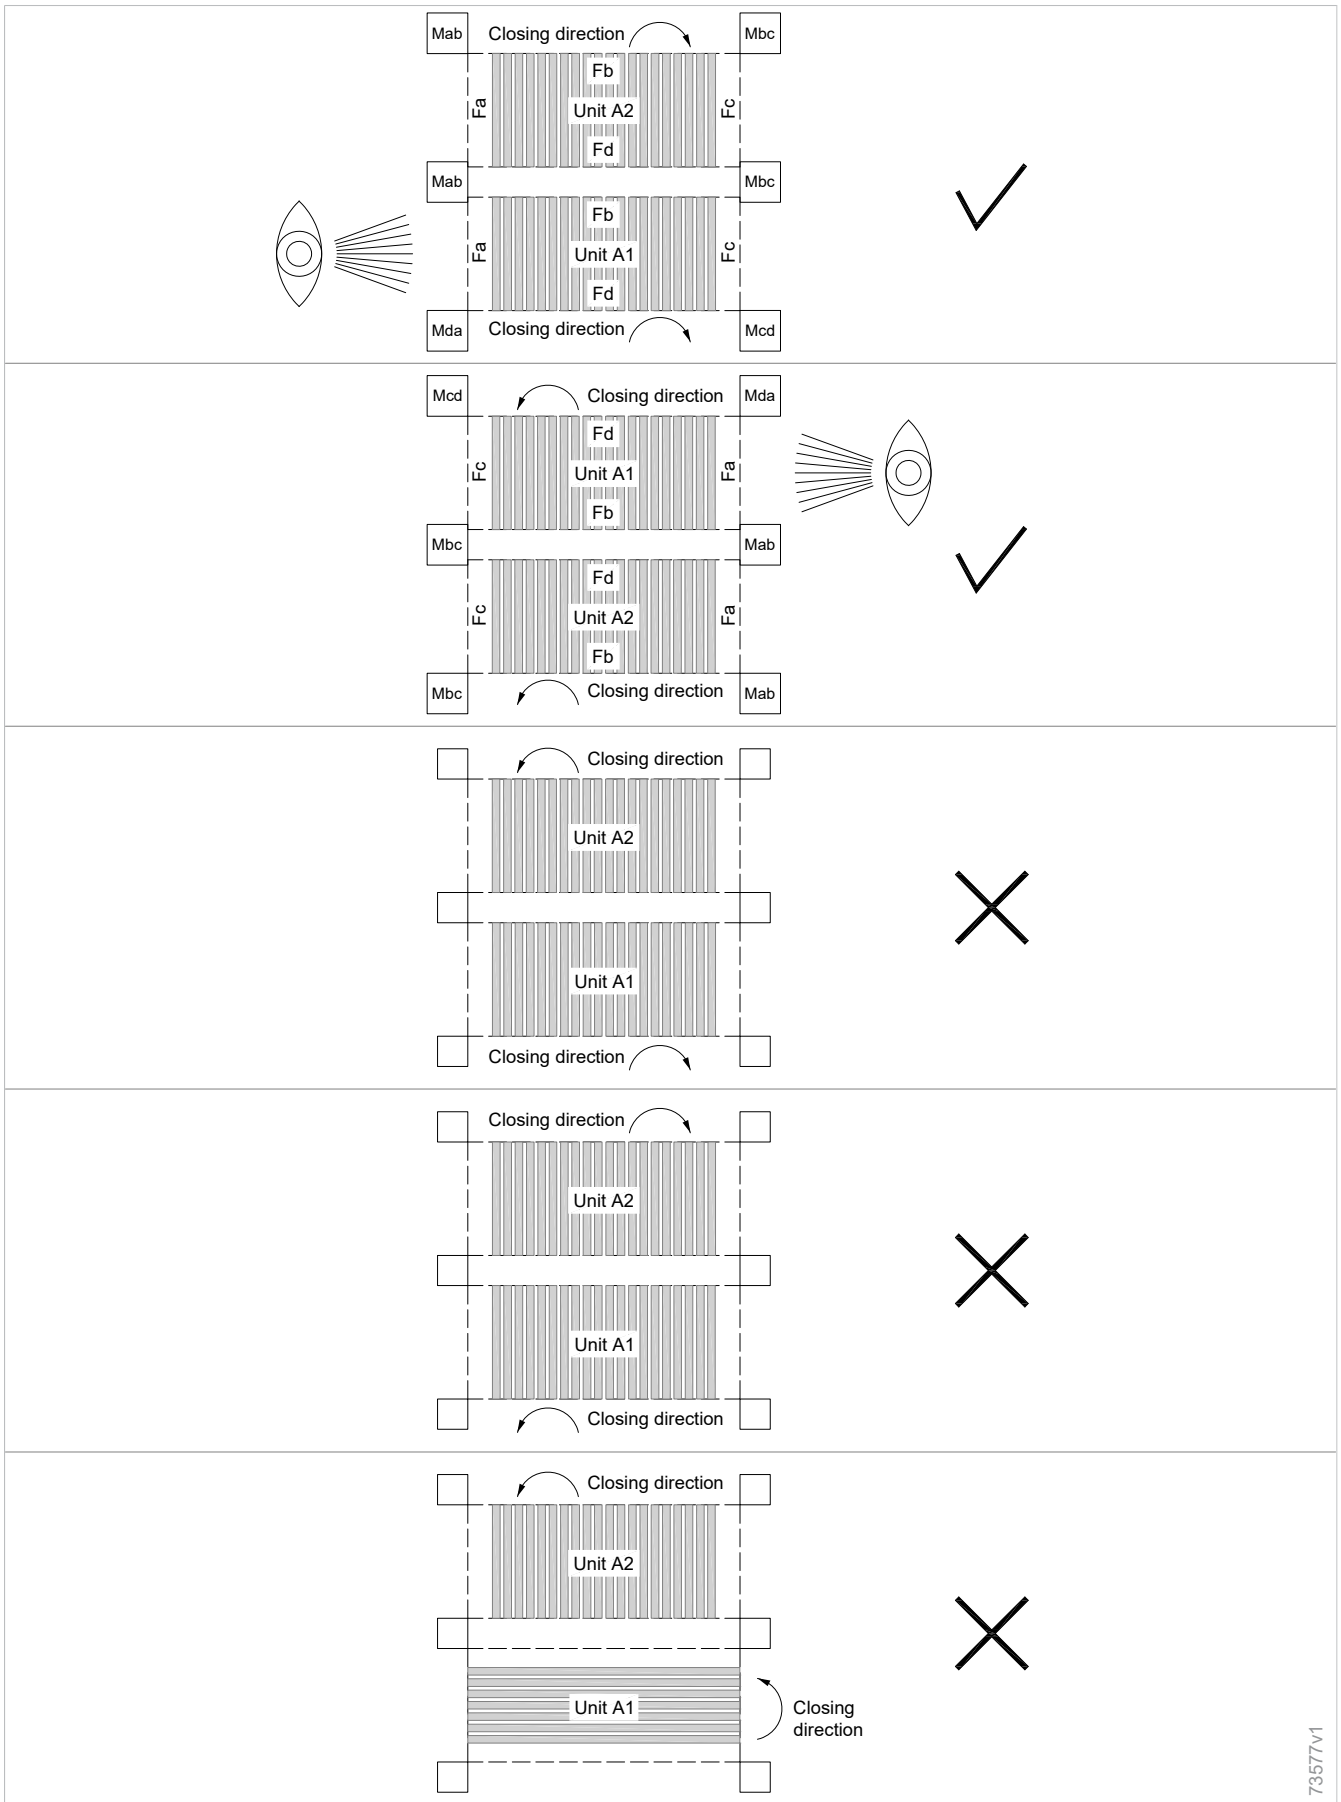 Mab Closing direction Mbc
Fb
Fa Unit A2 Fc
Fd
Mab Mbc
Fb
Fa Unit A1 Fc
Fd
Mda Closing direction Mcd
Mcd Closing direction Mda
Fd
Fc Unit A1 Fa
Fb
Mbc Mab
Fd
Fc Unit A2 Fa
Fb
Mbc Closing direction Mab
Closing direction
Unit A2
Unit A1
Closing direction
Closing direction
Unit A2
Unit A1
Closing direction
Closing direction
Unit A2
Unit A1
Closing
direction
73577v1